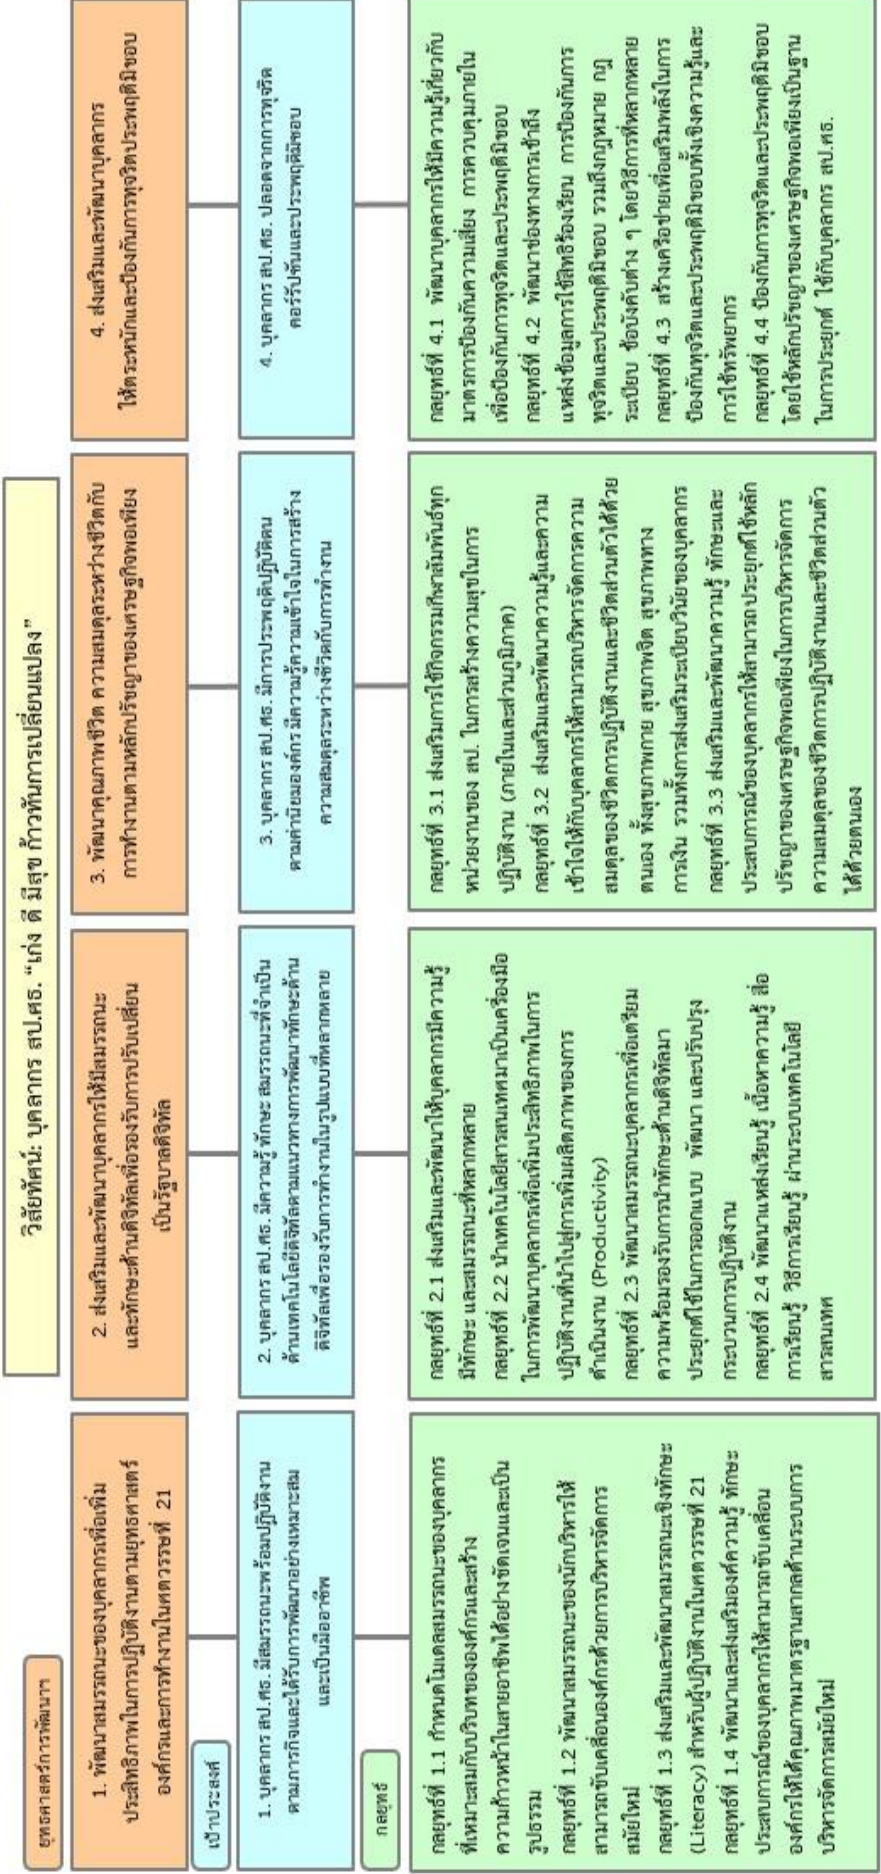 วิสัยทัศน์: บุคลากร สป.ศธ. “เก่ง ดี มีสุข ก้าวทันการเปลี่ยนแปลง”
ยุทธศาสตร์การพัฒนาฯ
1. พัฒนาสมรรถนะของบุคลากรเพื่อเพิ่ม
ประสิทธิภาพในการปฏิบัติงานตามยุทธศาสตร์
องค์กรและการทำงานในศตวรรษที่ 21
2. ส่งเสริมและพัฒนาบุคลากรให้มีสมรรถนะ
และทักษะด้านดิจิทัลเพื่อรองรับการปรับเปลี่ยน
เป็นรัฐบาลดิจิทัล
3. พัฒนาคุณภาพชีวิต ความสมดุลระหว่างชีวิตกับ
การทำงานตามหลักปรัชญาของเศรษฐกิจพอเพียง
4. ส่งเสริมและพัฒนาบุคลากร
ให้ตระหนักและป้องกันการทุจริตประพฤติมิชอบ
เป้าประสงค์
1. บุคลากร สป.ศธ. มีสมรรถนะพร้อมปฏิบัติงาน
ตามภารกิจและได้รับการพัฒนาอย่างเหมาะสม
และเป็นมืออาชีพ
2. บุคลากร สป.ศธ. มีความรู้ ทักษะ สมรรถนะที่จำเป็น
ด้านเทคโนโลยีดิจิทัลตามแนวทางการพัฒนาทักษะด้าน
ดิจิทัลเพื่อรองรับการทำงานในรูปแบบที่หลากหลาย
3. บุคลากร สป.ศธ. มีการประพฤติปฏิบัติตน
ตามค่านิยมองค์กร มีความรู้ความเข้าใจในการสร้าง
ความสมดุลระหว่างชีวิตกับการทำงาน
4. บุคลากร สป.ศธ. ปลอดจากการทุจริต
คอร์รัปชันและประพฤติมิชอบ
กลยุทธ์
กลยุทธ์ที่ 1.1 กำหนดโมเดลสมรรถนะของบุคลากร
ที่เหมาะสมกับบริบทขององค์กรและสร้าง
ความก้าวหน้าในสายอาชีพได้อย่างชัดเจนและเป็น
รูปธรรม
กลยุทธ์ที่ 1.2 พัฒนาสมรรถนะของนักบริหารให้
สามารถขับเคลื่อนองค์กรด้วยการบริหารจัดการ
สมัยใหม่
กลยุทธ์ที่ 1.3 ส่งเสริมและพัฒนาสมรรถนะเชิงทักษะ
(Literacy) สำหรับผู้ปฏิบัติงานในศตวรรษที่ 21
กลยุทธ์ที่ 1.4 พัฒนาและส่งเสริมองค์ความรู้ ทักษะ
ประสบการณ์ของบุคลากรให้สามารถขับเคลื่อน
องค์กรให้ได้คุณภาพมาตรฐานสากลด้านระบบการ
บริหารจัดการสมัยใหม่
กลยุทธ์ที่ 2.1 ส่งเสริมและพัฒนาให้บุคลากรมีความรู้
มีทักษะ และสมรรถนะที่หลากหลาย
กลยุทธ์ที่ 2.2 นำเทคโนโลยีสารสนเทศมาเป็นเครื่องมือ
ในการพัฒนาบุคลากรเพื่อเพิ่มประสิทธิภาพในการ
ปฏิบัติงานที่นำไปสู่การเพิ่มผลิตภาพของการ
ดำเนินงาน (Productivity)
กลยุทธ์ที่ 2.3 พัฒนาสมรรถนะบุคลากรเพื่อเตรียม
ความพร้อมรองรับการนำทักษะด้านดิจิทัลมา
ประยุกต์ใช้ในการออกแบบ พัฒนา และปรับปรุง
กระบวนการปฏิบัติงาน
กลยุทธ์ที่ 2.4 พัฒนาแหล่งเรียนรู้ เนื้อหาความรู้ สื่อ
การเรียนรู้ วิธีการเรียนรู้ ผ่านระบบเทคโนโลยี
สารสนเทศ
กลยุทธ์ที่ 3.1 ส่งเสริมการใช้กิจกรรมกีฬาสัมพันธ์ทุก
หน่วยงานของ สป. ในการสร้างความสุขในการ
ปฏิบัติงาน (ภายในและส่วนภูมิภาค)
กลยุทธ์ที่ 3.2 ส่งเสริมและพัฒนาความรู้และความ
เข้าใจให้กับบุคลากรให้สามารถบริหารจัดการความ
สมดุลของชีวิตการปฏิบัติงานและชีวิตส่วนตัวได้ด้วย
ตนเอง ทั้งสุขภาพกาย สุขภาพจิต สุขภาพทาง
การเงิน รวมทั้งการส่งเสริมระเบียบวินัยของบุคลากร
กลยุทธ์ที่ 3.3 ส่งเสริมและพัฒนาความรู้ ทักษะและ
ประสบการณ์ของบุคลากรให้สามารถประยุกต์ใช้หลัก
ปรัชญาของเศรษฐกิจพอเพียงในการบริหารจัดการ
ความสมดุลของชีวิตการปฏิบัติงานและชีวิตส่วนตัว
ได้ด้วยตนเอง
กลยุทธ์ที่ 4.1 พัฒนาบุคลากรให้มีความรู้เกี่ยวกับ
มาตรการป้องกันความเสี่ยง การควบคุมภายใน
เพื่อป้องกันการทุจริตและประพฤติมิชอบ
กลยุทธ์ที่ 4.2 พัฒนาช่องทางการเข้าถึง
แหล่งข้อมูลการใช้สิทธิร้องเรียน การป้องกันการ
ทุจริตและประพฤติมิชอบ รวมถึงกฎหมาย กฎ
ระเบียบ ข้อบังคับต่าง ๆ โดยวิธีการที่หลากหลาย
กลยุทธ์ที่ 4.3 สร้างเครือข่ายเพื่อเสริมพลังในการ
ป้องกันทุจริตและประพฤติมิชอบทั้งเชิงความรู้และ
การใช้ทรัพยากร
กลยุทธ์ที่ 4.4 ป้องกันการทุจริตและประพฤติมิชอบ
โดยใช้หลักปรัชญาของเศรษฐกิจพอเพียงเป็นฐาน
ในการประยุกต์ ใช้กับบุคลากร สป.ศธ.